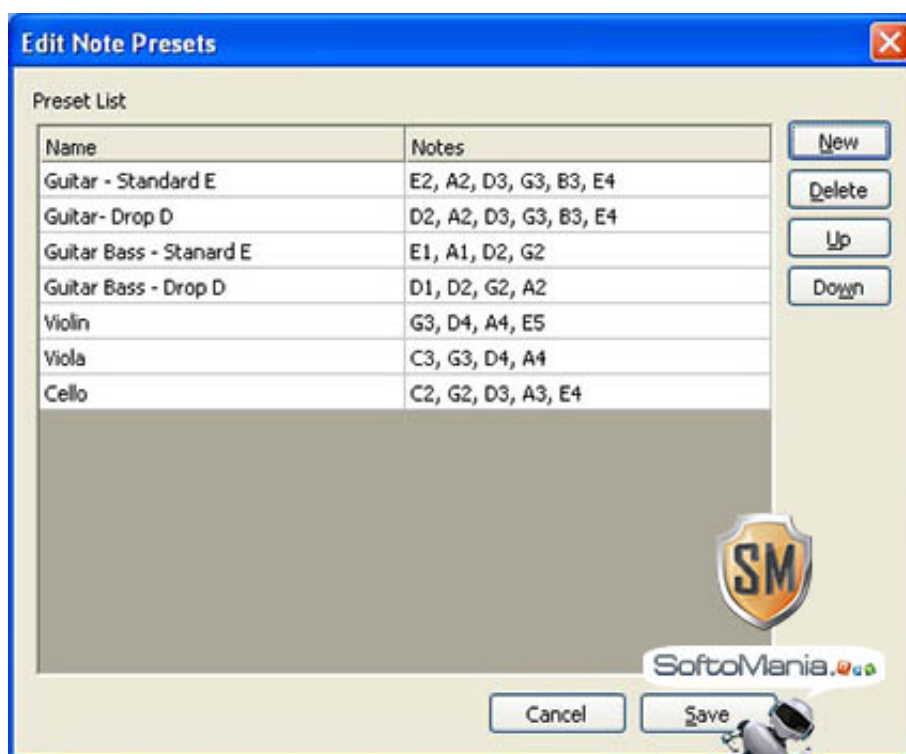 Edit Note Presets
Preset List
Name Notes
Guitar - Standard E E2, A2, D3, G3, B3, E4
Guitar- Drop D D2, A2, D3, G3, B3, E4
Guitar Bass - Stanard E E1, A1, D2, G2
Guitar Bass - Drop D D1, D2, G2, A2
Violin G3, D4, A4, E5
Viola C3, G3, D4, A4
Cello C2, G2, D3, A3, E4
New
Delete
Up
Down
SM
SoftoMania.
Cancel Save